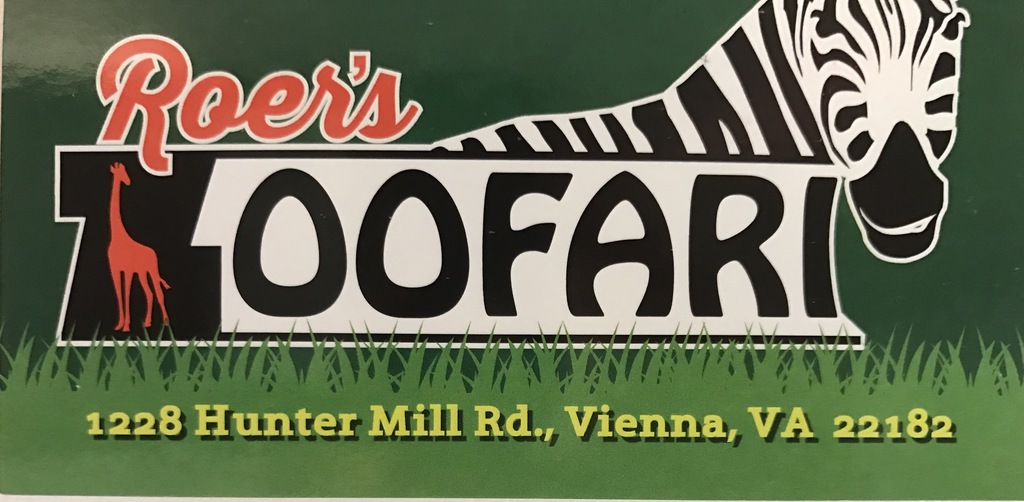 Roer's
ZOOFARI
1228 Hunter Mill Rd., Vienna, VA 22182